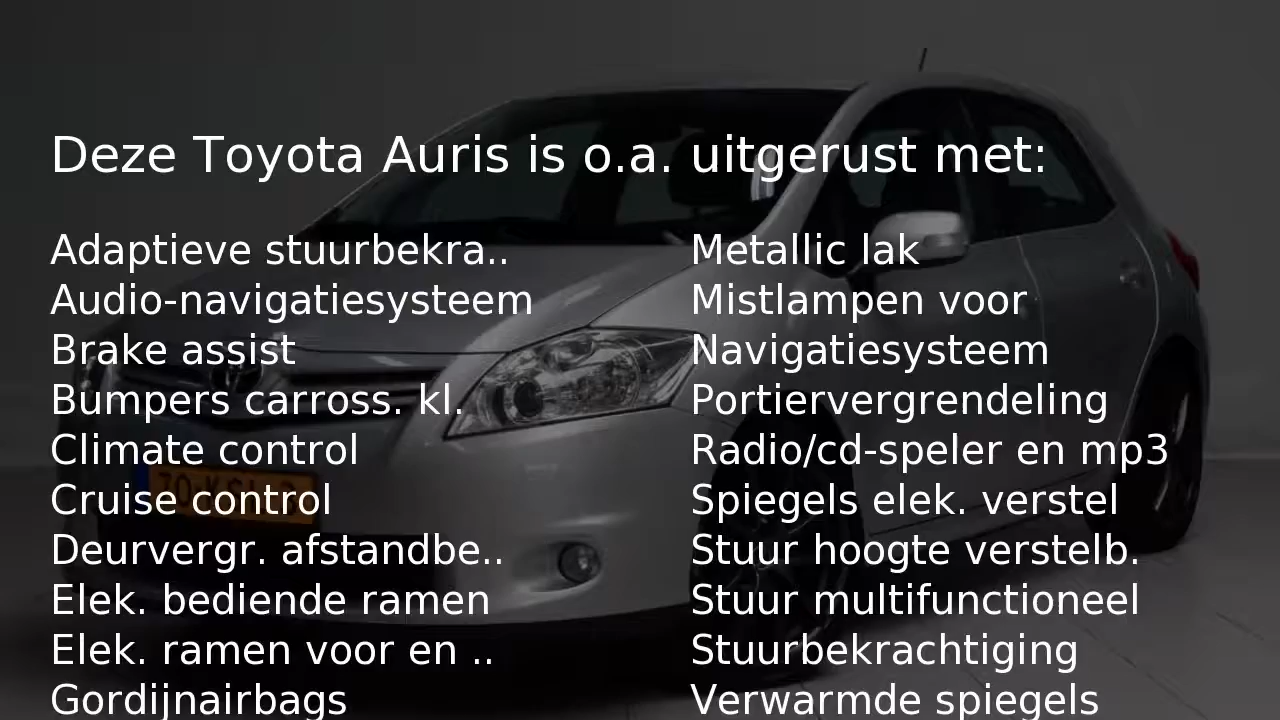 Deze Toyota Auris is o.a. uitgerust met:
Adaptieve stuurbekra..
Audio-navigatiesysteem
Brake assist
Bumpers carross. kl.
Climate control
Cruise control
Deurvergr. afstandbe..
Elek. bediende ramen
Elek. ramen voor en ..
Gordijnairbags
Metallic lak
Mistlampen voor
Navigatiesysteem
Portiervergrendeling
Radio/cd-speler en mp3
Spiegels elek. verstel
Stuur hoogte verstelb.
Stuur multifunctioneel
Stuurbekrachtiging
Verwarmde spiegels